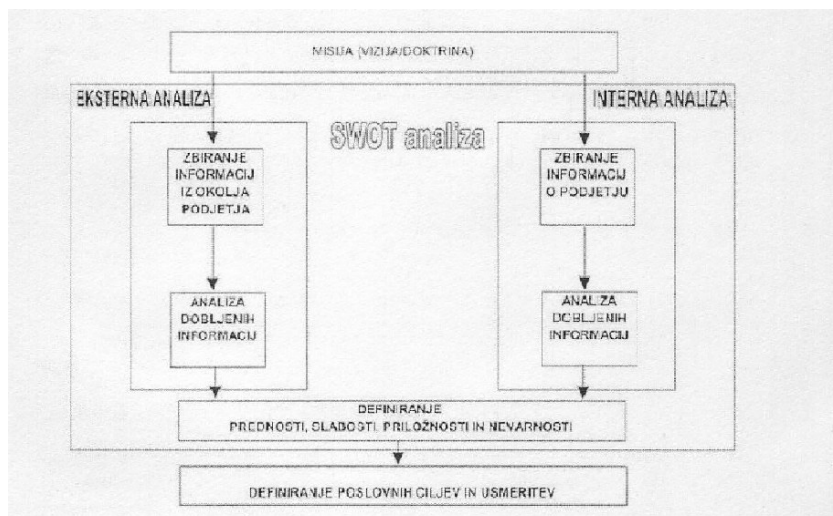 MISIJA (VIZIJA/DOKTRINA)
EKSTERNA ANALIZA
INTERNA ANALIZA
SWOT analiza
ZBIRANJE
INFORMACIJ
IZ OKOLJA
PODJETJA
ZBIRANJE
INFORMACIJ
O PODJETJU
ANALIZA
DOBLJENIH
INFORMACIJ
ANALIZA
DOBLJENIH
INFORMACIJ
DEFINIRANJE
PREDNOSTI, SLABOSTI, PRILOŽNOSTI IN NEVARNOSTI
DEFINIRANJE POSLOVNIH CILJEV IN USMERITEV